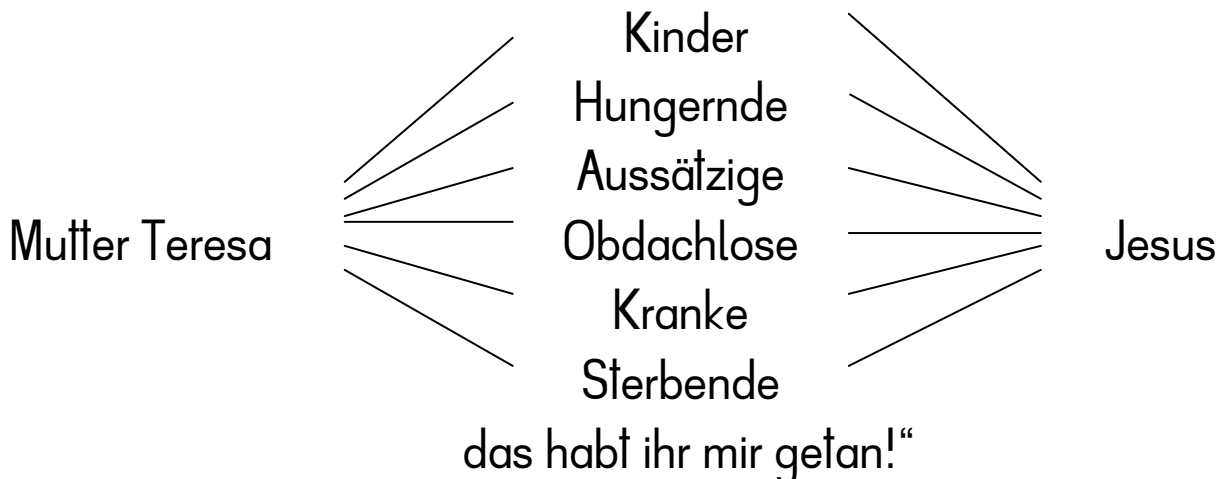 Kinder
Hungernde
Aussätzige
Mutter Teresa Obdachlose Jesus
Kranke
Sterbende
das habt ihr mir getan!“